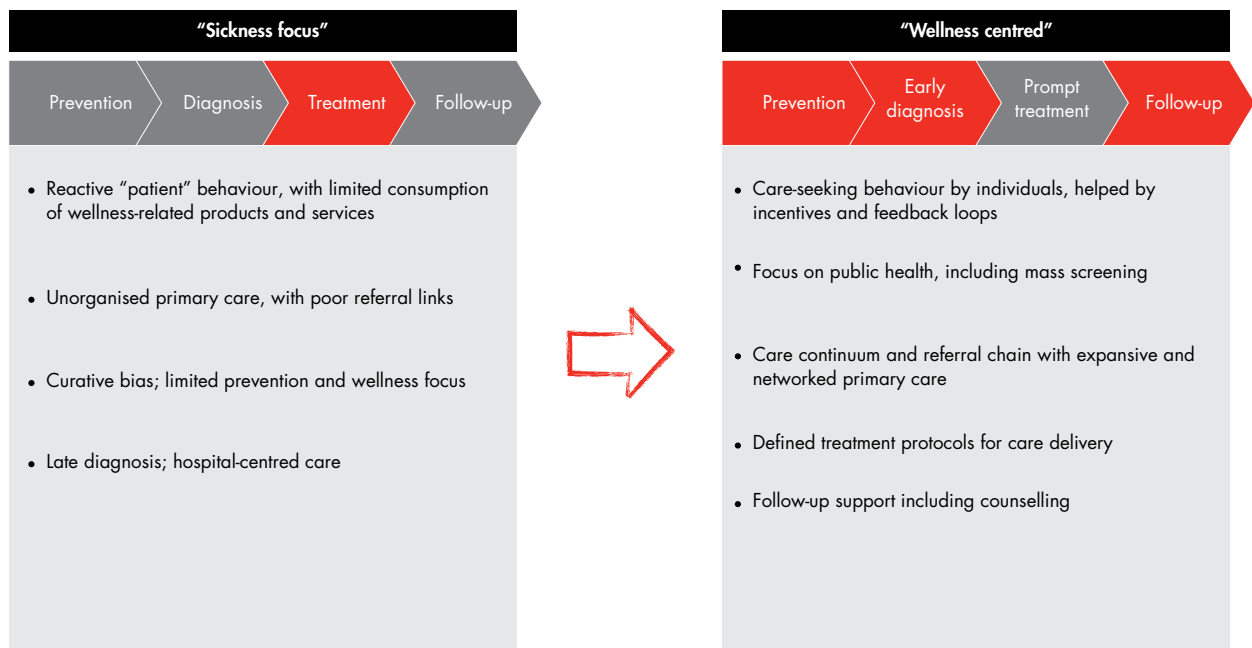 “Sickness focus”
Prevention
Diagnosis
Treatment
Follow-up
• Reactive “patient” behaviour, with limited consumption
of wellness-related products and services
• Unorganised primary care, with poor referral links
• Curative bias; limited prevention and wellness focus
• Late diagnosis; hospital-centred care
“Wellness centred”
Prevention
Early
diagnosis
Prompt
treatment
Follow-up
• Care-seeking behaviour by individuals, helped by
incentives and feedback loops
• Focus on public health, including mass screening
• Care continuum and referral chain with expansive and
networked primary care
• Defined treatment protocols for care delivery
• Follow-up support including counselling